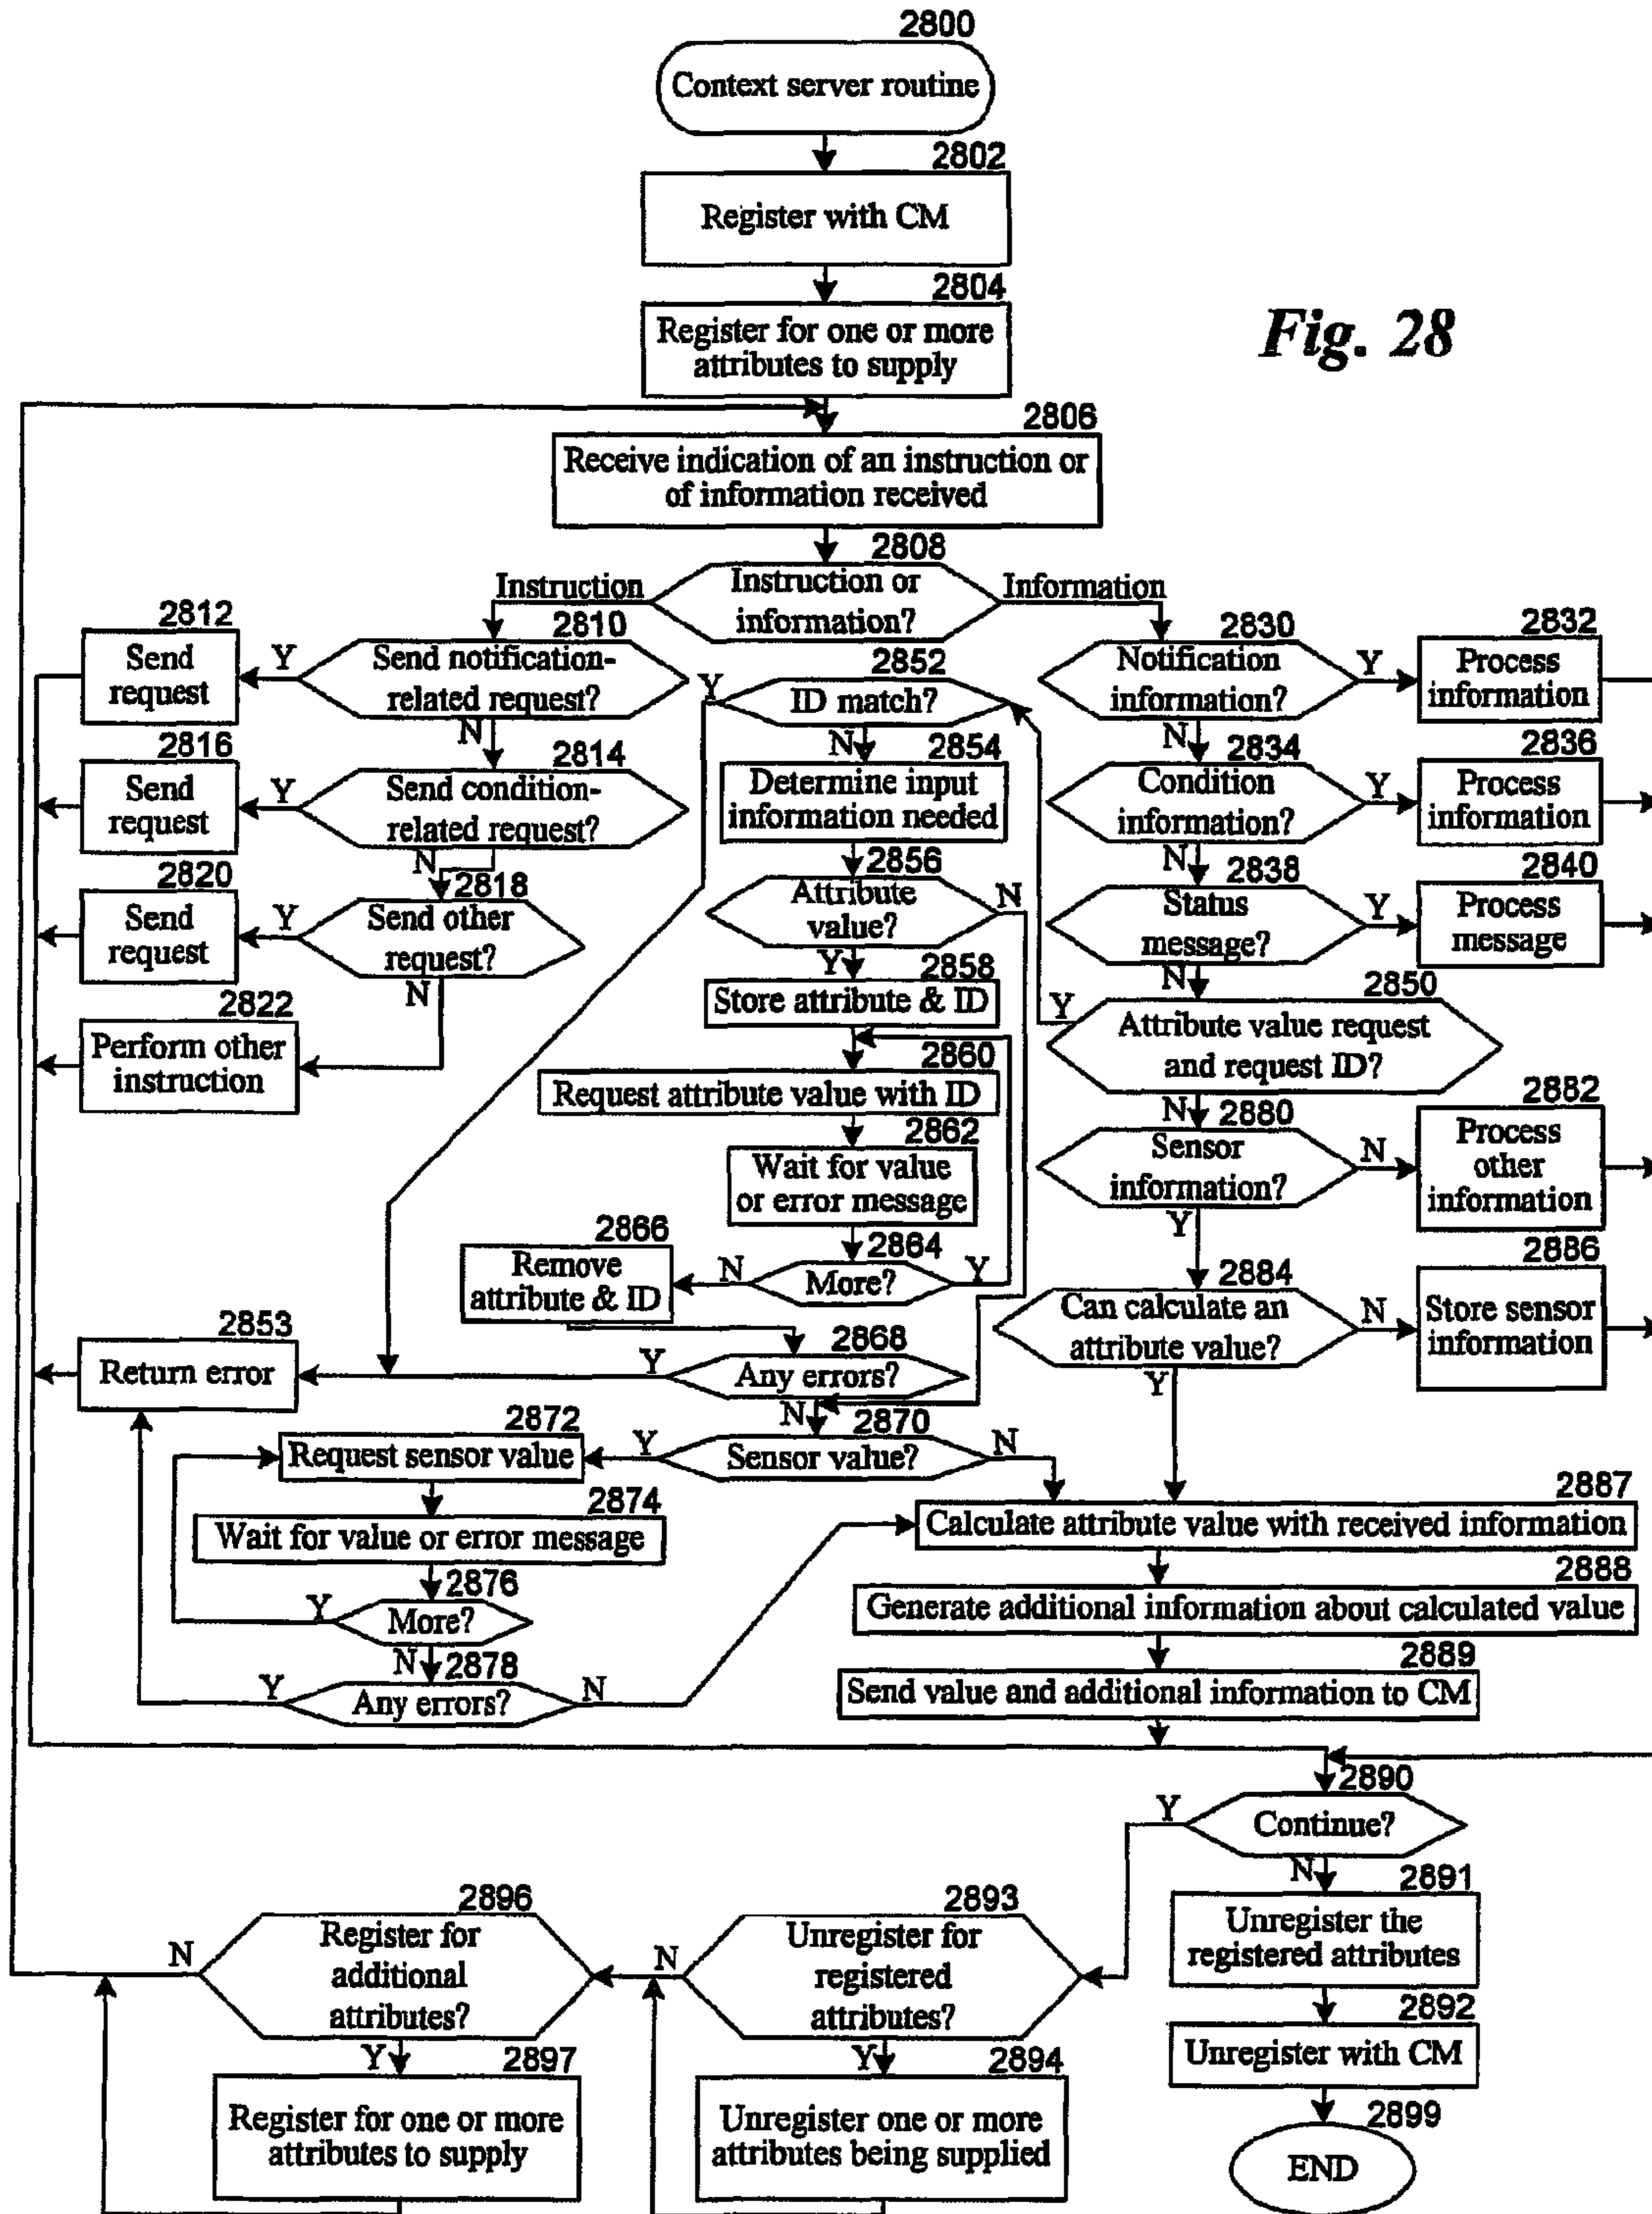 2800
Context server routine
2802
Register with CM
2804
Register for one or more
attributes to supply
Fig. 28
2806
Receive indication of an instruction or
of information received
2808
Instruction
Instruction or
information?
Information
2812
Send
request
Y
2810
Send notification-
related request?
N
2816
Send
request
Y
2814
Send condition-
related request?
N
2820
Send
request
Y
2818
Send other
request?
N
2822
Perform other
instruction
2830
Notification
information?
Y
2832
Process
information
N
2834
Condition
information?
Y
2836
Process
information
N
2838
Status
message?
Y
2840
Process
message
N
2850
Y
Attribute value request
and request ID?
N
2880
Sensor
information?
N
2882
Process
other
information
Y
2884
Can calculate an
attribute value?
N
2886
Store sensor
information
Y
2852
Y
ID match?
N
2854
Determine input
information needed
2856
Attribute
value?
N
Y
2858
Store attribute & ID
2860
Request attribute value with ID
2862
Wait for value
or error message
2864
More?
Y
N
2866
Remove
attribute & ID
2853
Return error
2868
Y
Any errors?
N
2870
Sensor value?
Y
N
2872
Request sensor value
2874
Wait for value or error message
2876
Y
More?
N
2878
Y
Any errors?
N
2887
Calculate attribute value with received information
2888
Generate additional information about calculated value
2889
Send value and additional information to CM
2890
Y
Continue?
N
2891
Unregister the
registered attributes
2892
Unregister with CM
2899
END
2893
Unregister for
registered
attributes?
N
Y
2894
Unregister one or more
attributes being supplied
2896
Register for
additional
attributes?
N
Y
2897
Register for one or more
attributes to supply